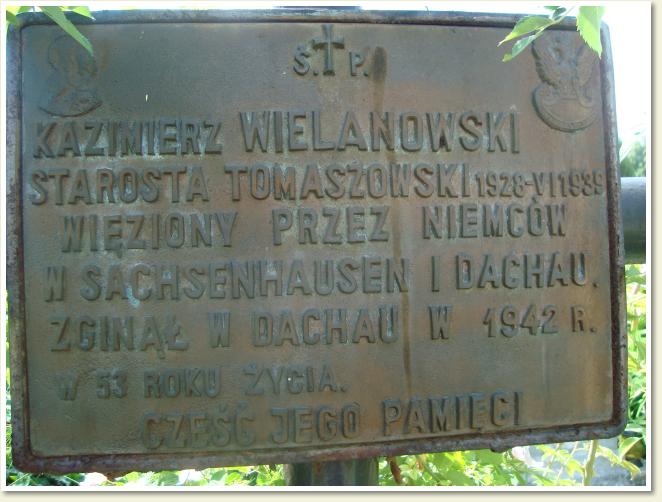 Ś.P.
KAZIMIERZ WIELANOWSKI
STAROSTA TOMASZOWSKI 1928-VI 1939
WIĘZIONY PRZEZ NIEMCÓW
W SACHSENHAUSEN I DACHAU.
ZGINĄŁ W DACHAU W 1942 R.
W 53 ROKU ŻYCIA.
CZEŚĆ JEGO PAMIĘCI